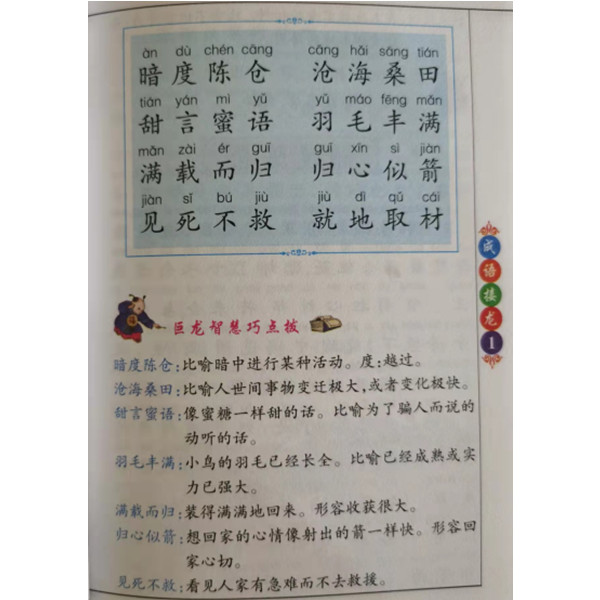 àn dù chén cāng cāng hǎi sāng tián
暗度陈仓 沧海桑田
tián yán mì yǔ yǔ máo fēng mǎn
甜言蜜语 羽毛丰满
mǎn zài ér guī guī xīn sì jiàn
满载而归 归心似箭
jiàn sǐ bú jiù jiù dì qǔ cái
见死不救 就地取材
成语接龙1
巨龙智慧巧点拨
暗度陈仓:比喻暗中进行某种活动。度:越过。
沧海桑田:比喻人世间事物变迁极大,或者变化极快。
甜言蜜语:像蜜糖一样甜的话。比喻为了骗人而说的
动听的话。
羽毛丰满:小鸟的羽毛已经长全。比喻已经成熟或实
力已强大。
满载而归:装得满满地回来。形容收获很大。
归心似箭:想回家的心情像射出的箭一样快。形容回
家心切。
见死不救:看见人家有急难而不去救援。